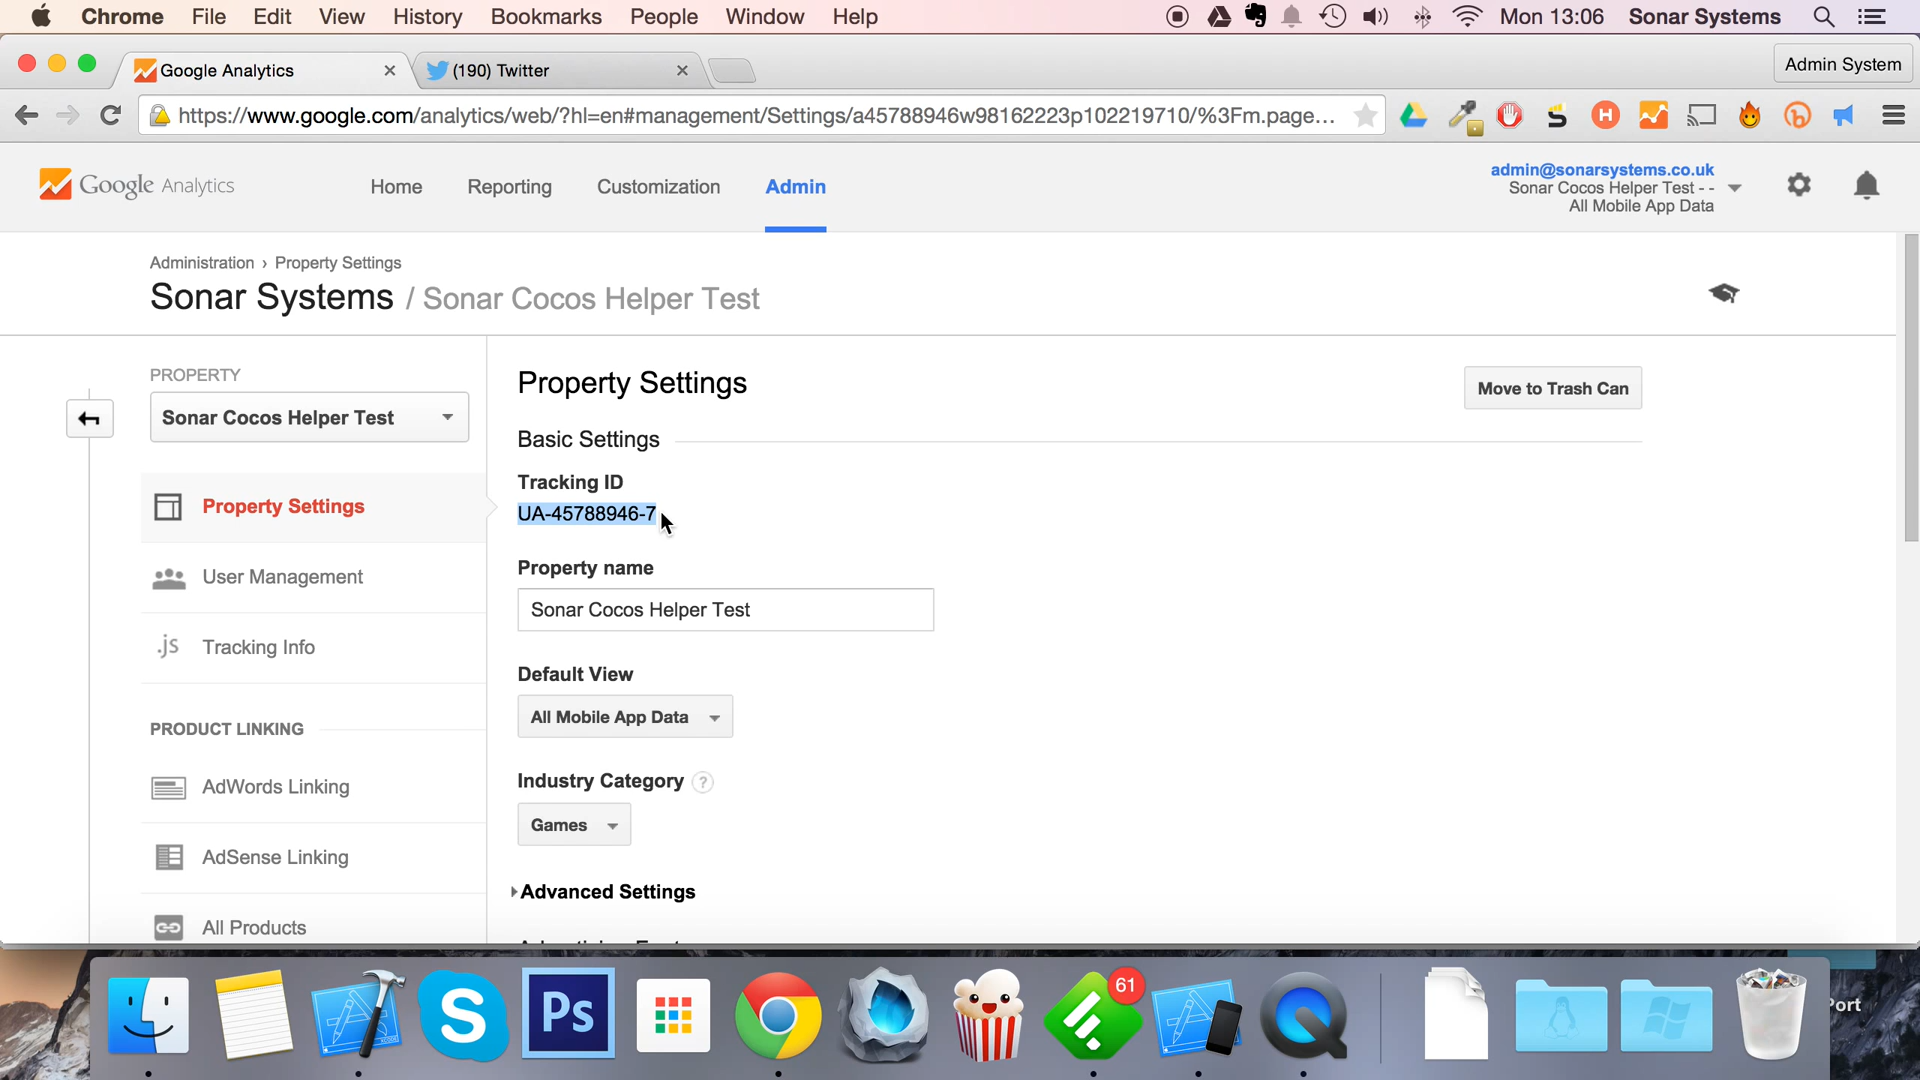 Chrome File Edit View History Bookmarks People Window Help Mon 13:06 Sonar Systems
Google Analytics (190) Twitter Admin System
https://www.google.com/analytics/web/?hl=en#management/Settings/a45788946w98162223p102219710/%3Fm.page...
Google Analytics Home Reporting Customization Admin
admin@sonarsystems.co.uk
Sonar Cocos Helper Test - -
All Mobile App Data
Administration › Property Settings
Sonar Systems / Sonar Cocos Helper Test
PROPERTY
Sonar Cocos Helper Test
Property Settings
User Management
.js Tracking Info
PRODUCT LINKING
AdWords Linking
AdSense Linking
All Products
Property Settings
Move to Trash Can
Basic Settings
Tracking ID
UA-45788946-7
Property name
Sonar Cocos Helper Test
Default View
All Mobile App Data
Industry Category ?
Games
Advanced Settings
Ps
61